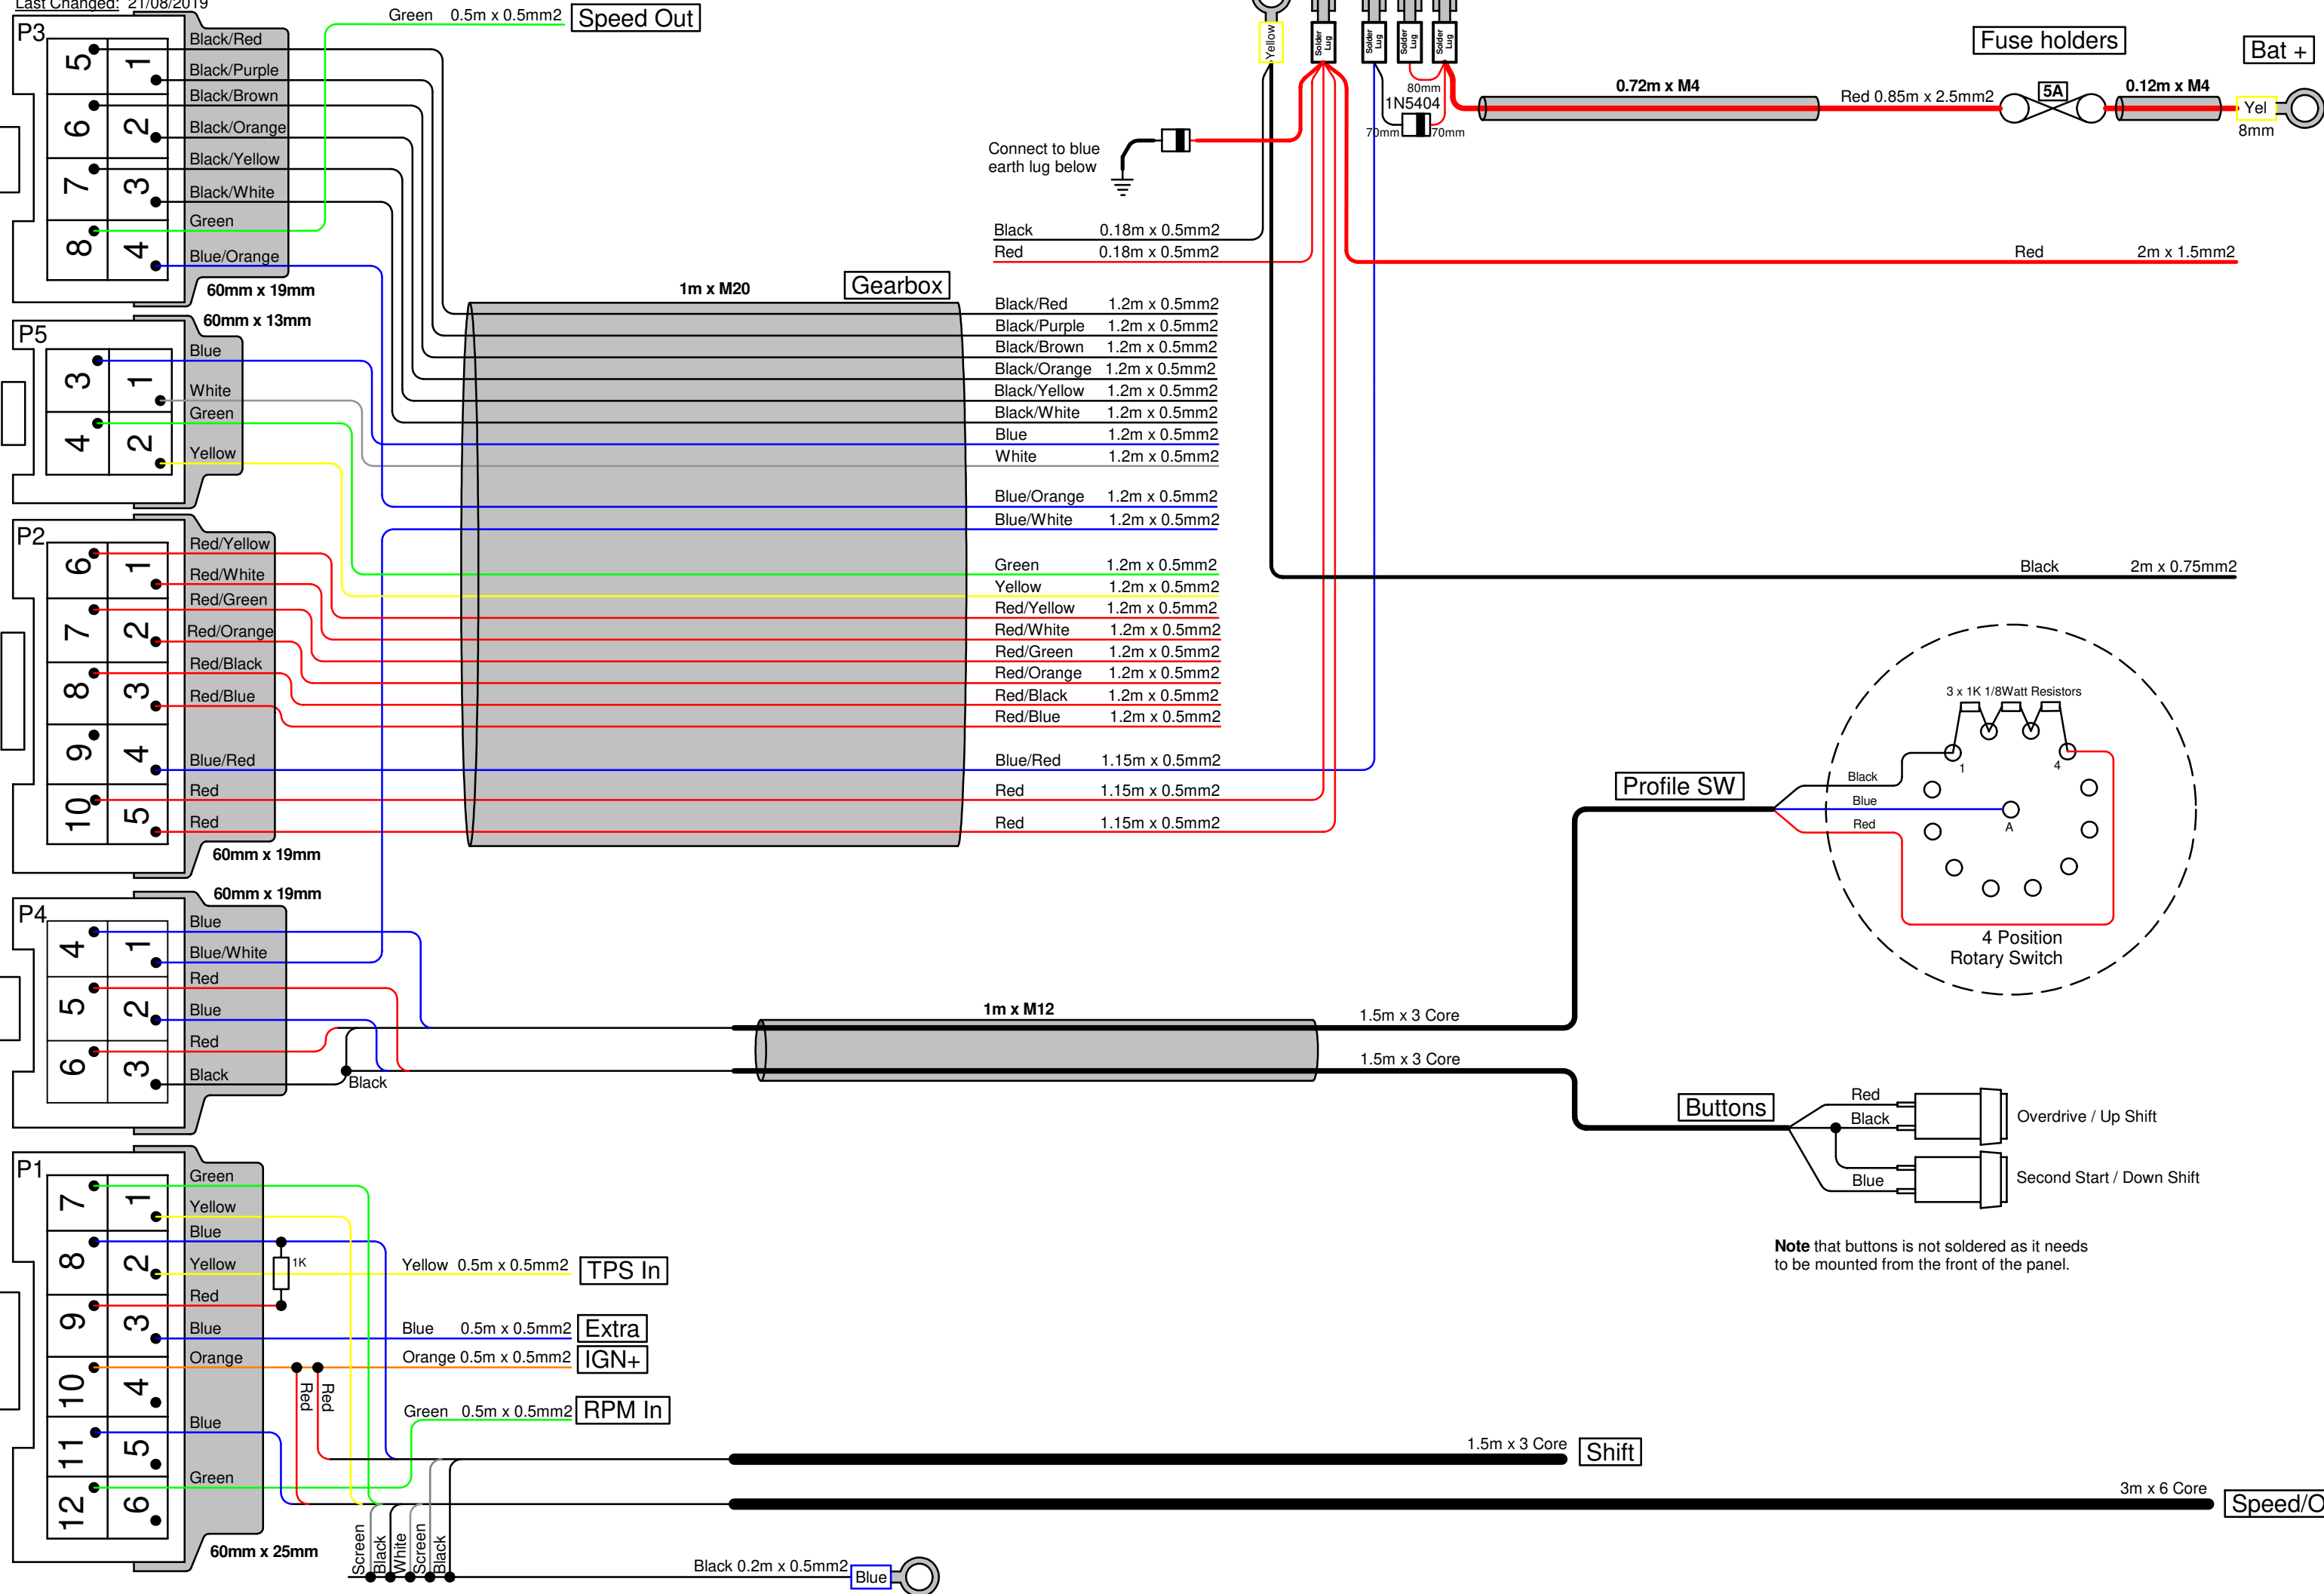 Last Changed: 21/08/2019
Green 0.5m x 0.5mm2 Speed Out
P3
5 1
6 2
7 3
8 4
Black/Red
Black/Purple
Black/Brown
Black/Orange
Black/Yellow
Black/White
Green
Blue/Orange
60mm x 19mm
Yellow
Solder Lug
Solder Lug
Solder Lug
Solder Lug
80mm
1N5404
70mm
70mm
0.72m x M4
Red 0.85m x 2.5mm2
Fuse holders
5A
0.12m x M4
Bat +
Yel
8mm
Connect to blue
earth lug below
Black 0.18m x 0.5mm2
Red 0.18m x 0.5mm2
Red 2m x 1.5mm2
Black 2m x 0.75mm2
60mm x 13mm
P5
3 1
4 2
Blue
White
Green
Yellow
1m x M20
Gearbox
Black/Red 1.2m x 0.5mm2
Black/Purple 1.2m x 0.5mm2
Black/Brown 1.2m x 0.5mm2
Black/Orange 1.2m x 0.5mm2
Black/Yellow 1.2m x 0.5mm2
Black/White 1.2m x 0.5mm2
Blue 1.2m x 0.5mm2
White 1.2m x 0.5mm2
Blue/Orange 1.2m x 0.5mm2
Blue/White 1.2m x 0.5mm2
Green 1.2m x 0.5mm2
Yellow 1.2m x 0.5mm2
Red/Yellow 1.2m x 0.5mm2
Red/White 1.2m x 0.5mm2
Red/Green 1.2m x 0.5mm2
Red/Orange 1.2m x 0.5mm2
Red/Black 1.2m x 0.5mm2
Red/Blue 1.2m x 0.5mm2
Blue/Red 1.15m x 0.5mm2
Red 1.15m x 0.5mm2
Red 1.15m x 0.5mm2
P2
6 1
7 2
8 3
9 4
10 5
Red/Yellow
Red/White
Red/Green
Red/Orange
Red/Black
Red/Blue
Blue/Red
Red
Red
60mm x 19mm
3 x 1K 1/8Watt Resistors
1
4
A
Profile SW
Black
Blue
Red
4 Position
Rotary Switch
60mm x 19mm
P4
4 1
5 2
6 3
Blue
Blue/White
Red
Blue
Red
Black
Black
1m x M12
1.5m x 3 Core
1.5m x 3 Core
Buttons
Red
Black
Blue
Overdrive / Up Shift
Second Start / Down Shift
Note that buttons is not soldered as it needs
to be mounted from the front of the panel.
P1
7 1
8 2
9 3
10 4
11 5
12 6
Green
Yellow
Blue
Yellow
Red
Blue
Orange
Blue
Green
1K
Yellow 0.5m x 0.5mm2 TPS In
Blue 0.5m x 0.5mm2 Extra
Orange 0.5m x 0.5mm2 IGN+
Red
Red
Green 0.5m x 0.5mm2 RPM In
1.5m x 3 Core Shift
3m x 6 Core Speed/O
60mm x 25mm
Screen
Black
White
Screen
Black
Black 0.2m x 0.5mm2 Blue